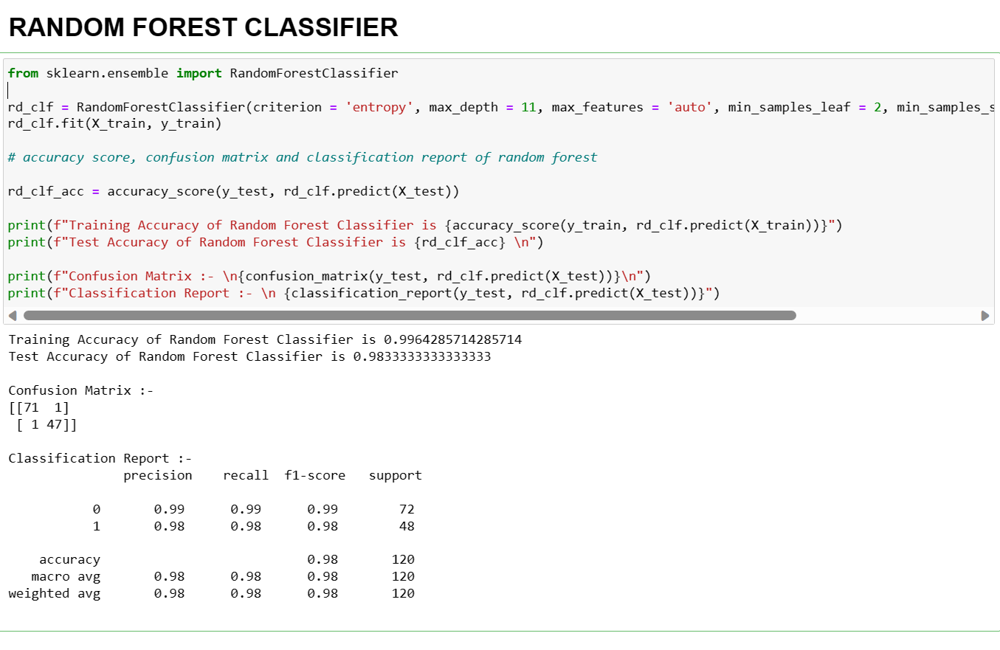 RANDOM FOREST CLASSIFIER
from sklearn.ensemble import RandomForestClassifier
rd_clf = RandomForestClassifier(criterion = 'entropy', max_depth = 11, max_features = 'auto', min_samples_leaf = 2, min_samples_s
rd_clf.fit(X_train, y_train)
# accuracy score, confusion matrix and classification report of random forest
rd_clf_acc = accuracy_score(y_test, rd_clf.predict(X_test))
print(f"Training Accuracy of Random Forest Classifier is {accuracy_score(y_train, rd_clf.predict(X_train))}")
print(f"Test Accuracy of Random Forest Classifier is {rd_clf_acc} \n")
print(f"Confusion Matrix :- \n{confusion_matrix(y_test, rd_clf.predict(X_test))}\n")
print(f"Classification Report :- \n {classification_report(y_test, rd_clf.predict(X_test))}")
Training Accuracy of Random Forest Classifier is 0.9964285714285714
Test Accuracy of Random Forest Classifier is 0.9833333333333333
Confusion Matrix :-
[[71  1]
 [ 1 47]]
Classification Report :-
               precision    recall  f1-score   support
           0       0.99      0.99      0.99        72
           1       0.98      0.98      0.98        48
    accuracy                           0.98       120
   macro avg       0.98      0.98      0.98       120
weighted avg       0.98      0.98      0.98       120